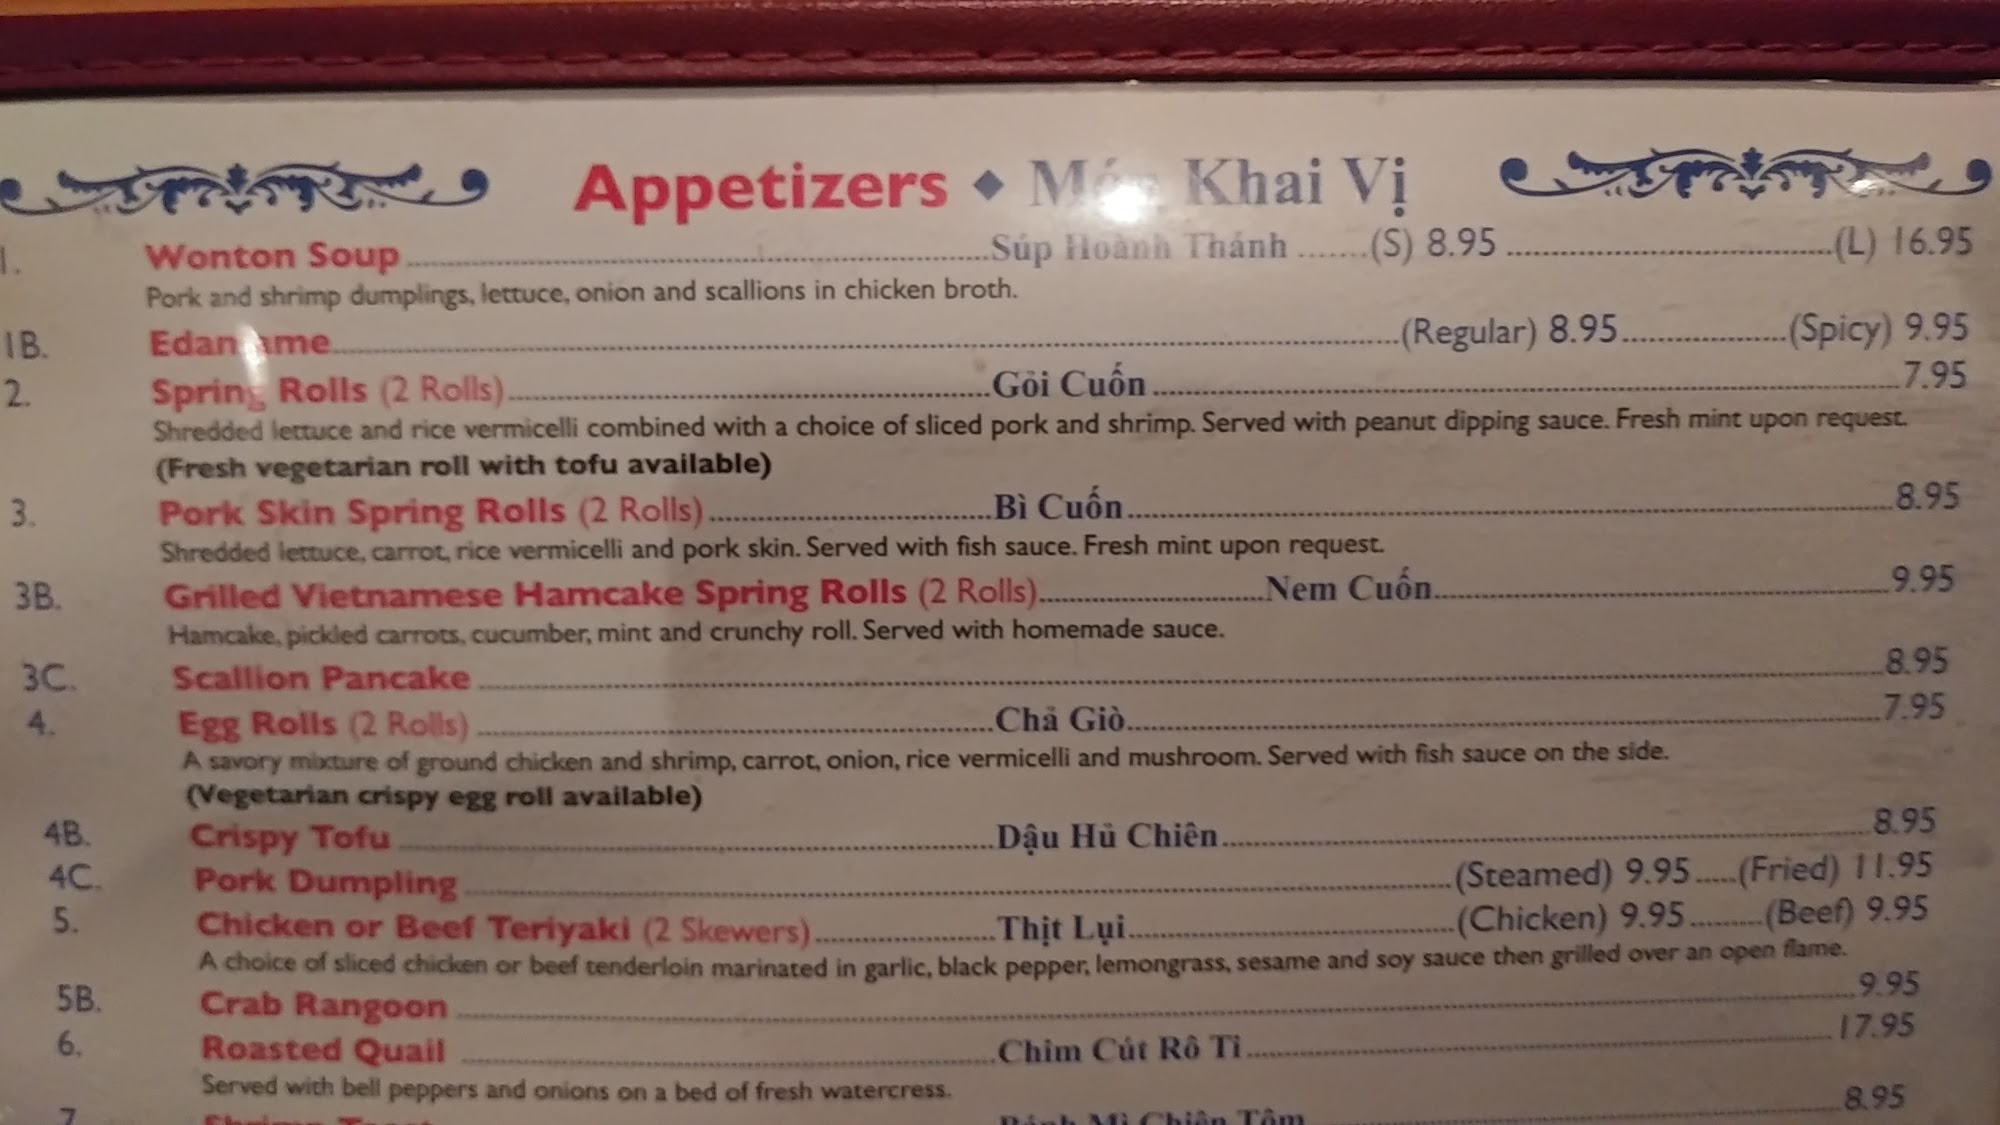 Appetizers ◆ Món Khai Vị
1. Wonton Soup Súp Hoành Thánh (S) 8.95 (L) 16.95
Pork and shrimp dumplings, lettuce, onion and scallions in chicken broth.
1B. Edamame (Regular) 8.95 (Spicy) 9.95
2. Spring Rolls (2 Rolls) Gỏi Cuốn 7.95
Shredded lettuce and rice vermicelli combined with a choice of sliced pork and shrimp. Served with peanut dipping sauce. Fresh mint upon request.
(Fresh vegetarian roll with tofu available)
3. Pork Skin Spring Rolls (2 Rolls) Bì Cuốn 8.95
Shredded lettuce, carrot, rice vermicelli and pork skin. Served with fish sauce. Fresh mint upon request.
3B. Grilled Vietnamese Hamcake Spring Rolls (2 Rolls) Nem Cuốn 9.95
Hamcake, pickled carrots, cucumber, mint and crunchy roll. Served with homemade sauce.
3C. Scallion Pancake 8.95
4. Egg Rolls (2 Rolls) Chả Giò 7.95
A savory mixture of ground chicken and shrimp, carrot, onion, rice vermicelli and mushroom. Served with fish sauce on the side.
(Vegetarian crispy egg roll available)
4B. Crispy Tofu Dậu Hủ Chiên 8.95
4C. Pork Dumpling (Steamed) 9.95 (Fried) 11.95
5. Chicken or Beef Teriyaki (2 Skewers) Thịt Lụi (Chicken) 9.95 (Beef) 9.95
A choice of sliced chicken or beef tenderloin marinated in garlic, black pepper, lemongrass, sesame and soy sauce then grilled over an open flame.
5B. Crab Rangoon 9.95
6. Roasted Quail Chim Cút Rô Ti 17.95
Served with bell peppers and onions on a bed of fresh watercress.
7. Shrimp Toast Bánh Mì Chiên Tôm 8.95